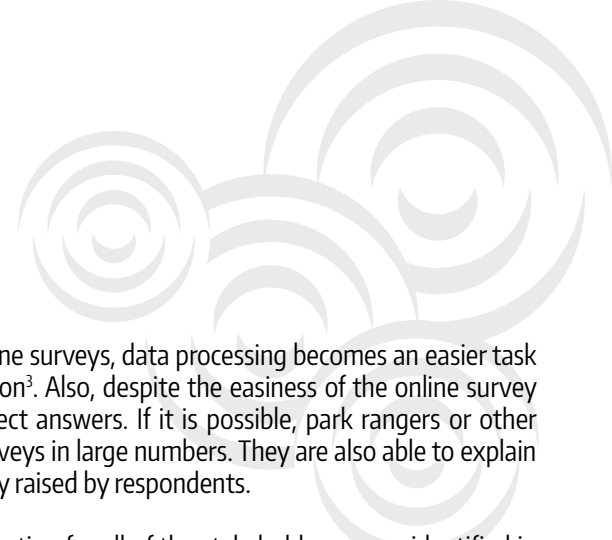 ne surveys, data processing becomes an easier task
on³. Also, despite the easiness of the online survey
ect answers. If it is possible, park rangers or other
veys in large numbers. They are also able to explain
y raised by respondents.